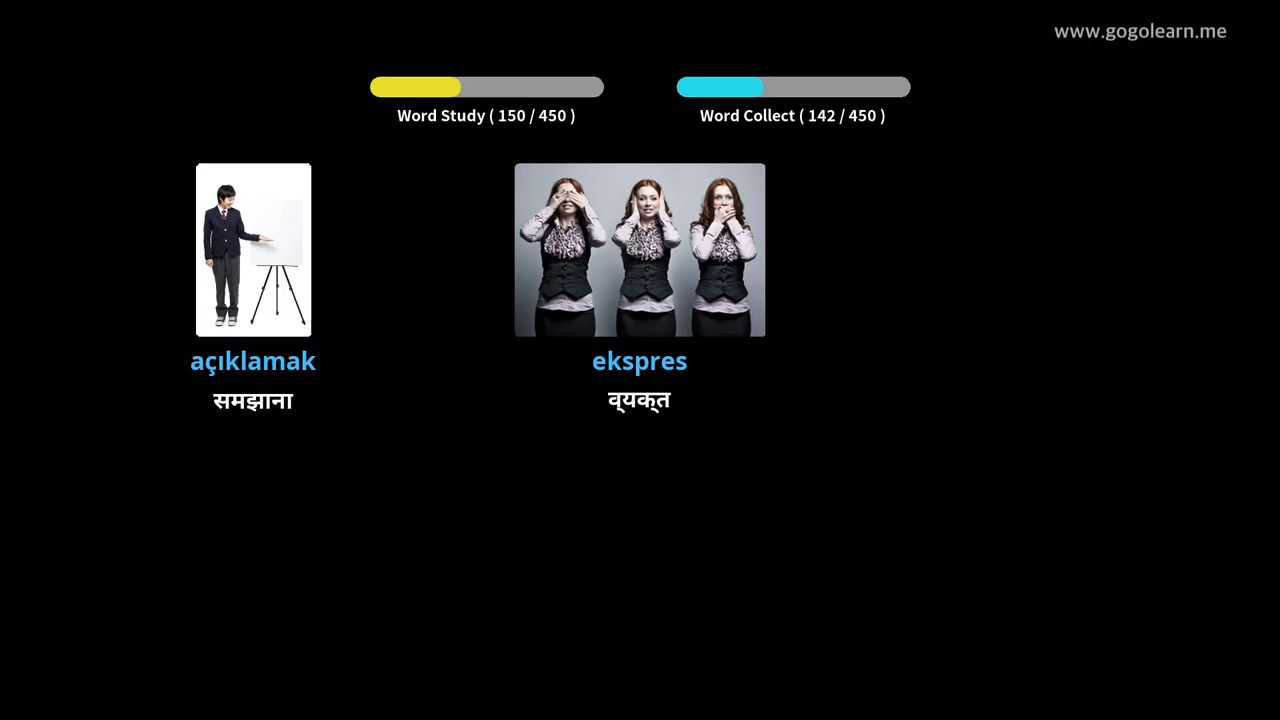 www.gogolearn.me
Word Study ( 150 / 450 )
Word Collect ( 142 / 450 )
açıklamak
ekspres
समझाना
व्यक्त